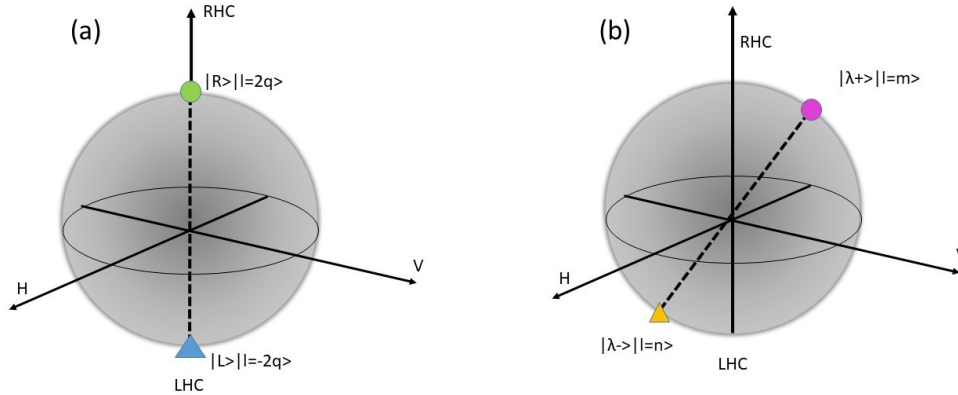 (a)
RHC
|R>|l=2q>
H
V
|L>|l=-2q>
LHC
(b)
RHC
|λ+>|l=m>
H
V
|λ->|l=n>
LHC